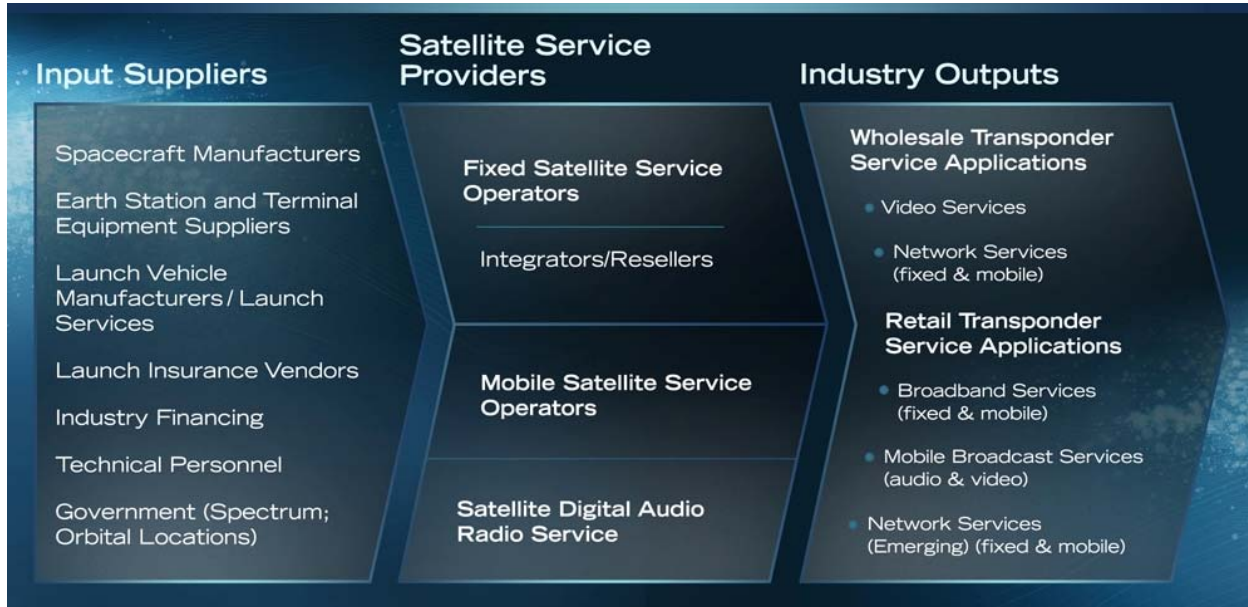 Input Suppliers
Spacecraft Manufacturers
Earth Station and Terminal
Equipment Suppliers
Launch Vehicle
Manufacturers / Launch
Services
Launch Insurance Vendors
Industry Financing
Technical Personnel
Government (Spectrum;
Orbital Locations)
Satellite Service
Providers
Fixed Satellite Service
Operators
Integrators/Resellers
Mobile Satellite Service
Operators
Satellite Digital Audio
Radio Service
Industry Outputs
Wholesale Transponder
Service Applications
• Video Services
• Network Services
(fixed & mobile)
Retail Transponder
Service Applications
• Broadband Services
(fixed & mobile)
• Mobile Broadcast Services
(audio & video)
• Network Services
(Emerging) (fixed & mobile)